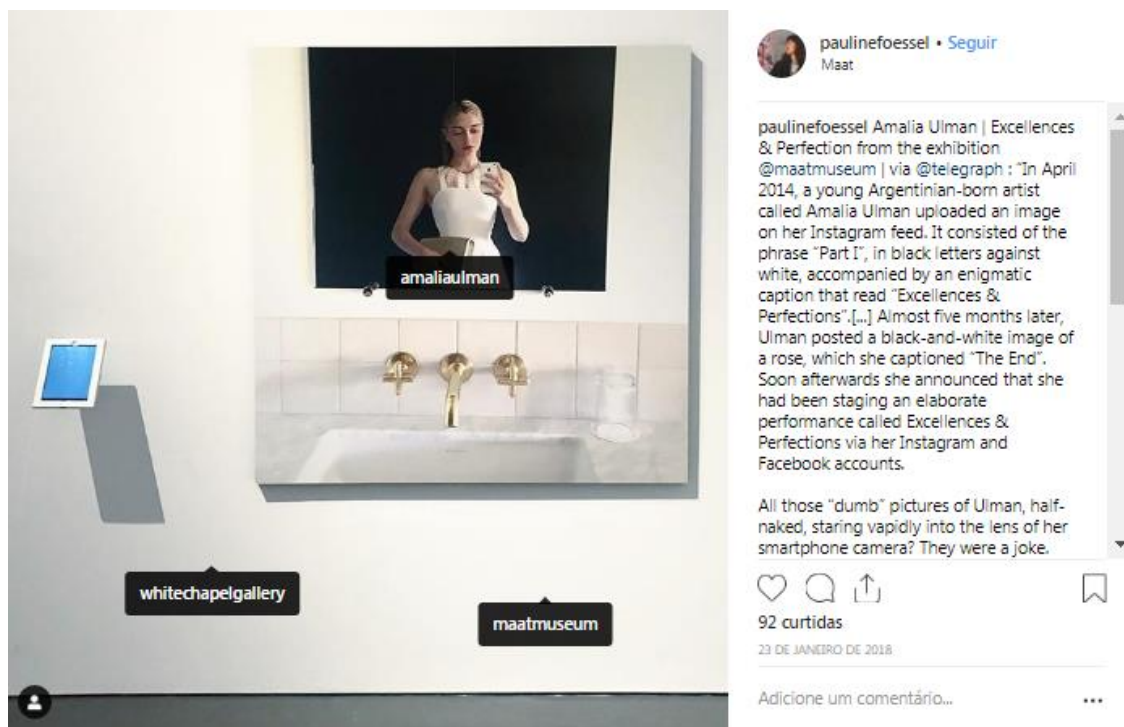 amaliaulman
whitechapelgallery
maatmuseum
paulinefoessel • Seguir
Maat
paulinefoessel Amalia Ulman | Excellences
& Perfection from the exhibition
@maatmuseum | via @telegraph : "In April
2014, a young Argentinian-born artist
called Amalia Ulman uploaded an image
on her Instagram feed. It consisted of the
phrase "Part I", in black letters against
white, accompanied by an enigmatic
caption that read "Excellences &
Perfections".[...] Almost five months later,
Ulman posted a black-and-white image of
a rose, which she captioned "The End".
Soon afterwards she announced that she
had been staging an elaborate
performance called Excellences &
Perfections via her Instagram and
Facebook accounts.
All those "dumb" pictures of Ulman, half-
naked, staring vapidly into the lens of her
smartphone camera? They were a joke.
92 curtidas
23 DE JANEIRO DE 2018
Adicione um comentário...